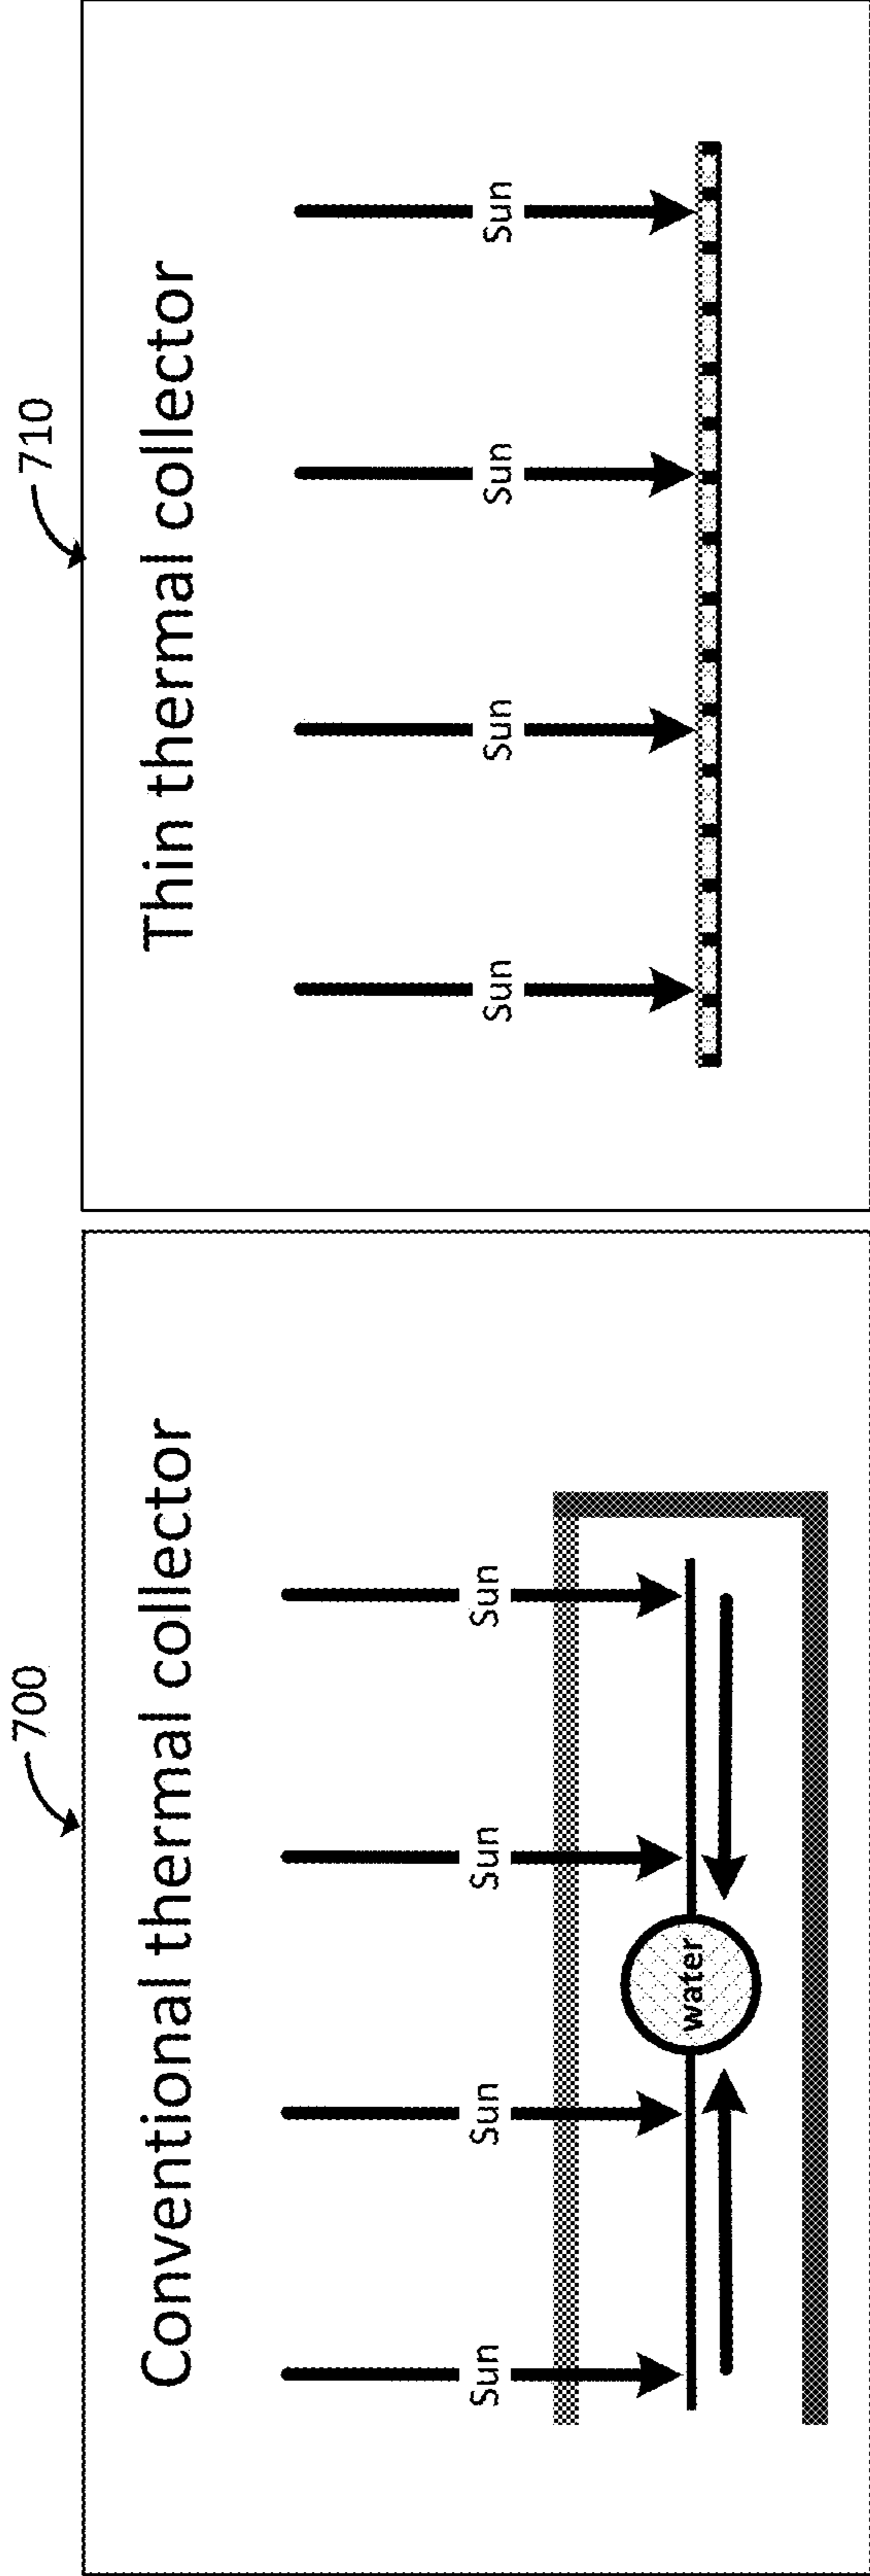 700
Conventional thermal collector
Sun Sun Sun Sun
water
710
Thin thermal collector
Sun Sun Sun Sun